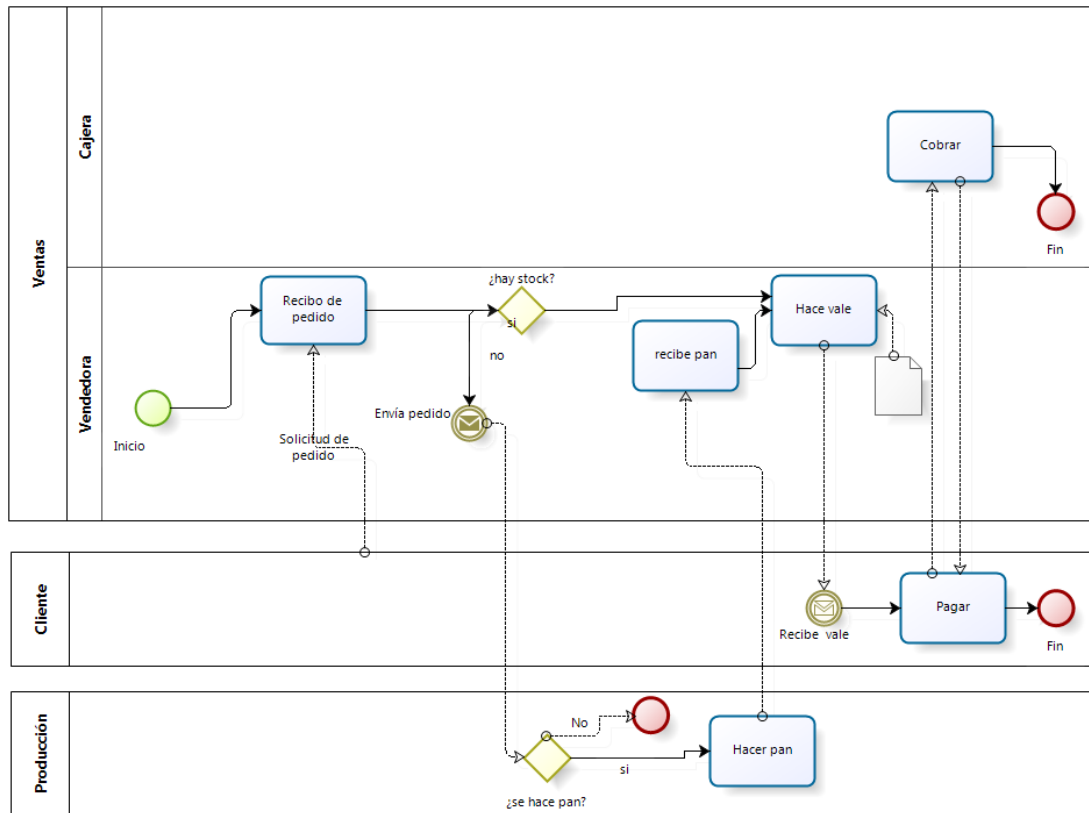 Ventas
Cajera
Cobrar
Fin
Vendedora
¿hay stock?
Recibo de
pedido
si
no
Hace vale
recibe pan
Envía pedido
Inicio
Solicitud de
pedido
Cliente
Pagar
Recibe  vale
Fin
Producción
No
Hacer pan
si
¿se hace pan?